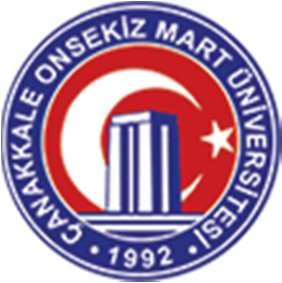 ÇANAKKALE ONSEKİZ MART ÜNİVERSİTESİ
• 1992 •